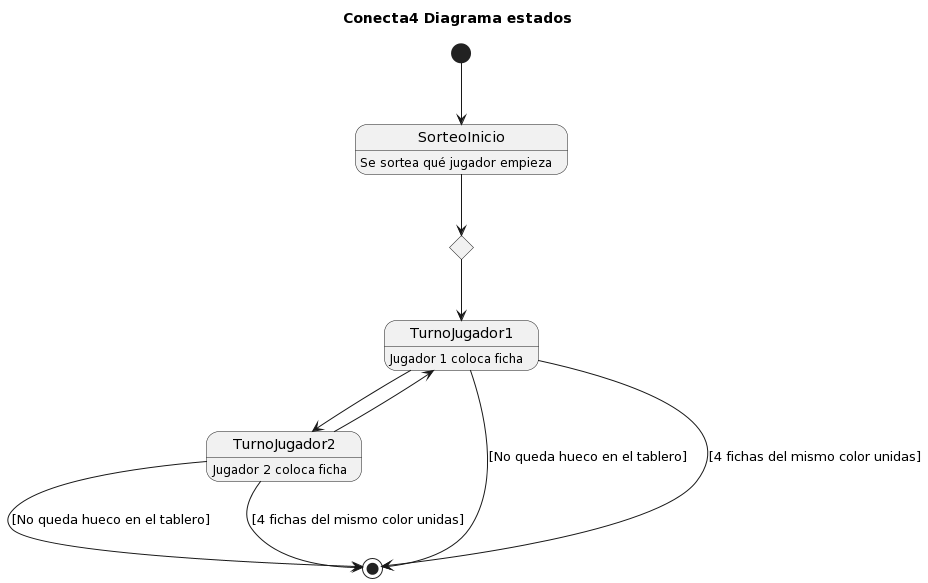 Conecta4 Diagrama estados
SorteoInicio
Se sortea qué jugador empieza
TurnoJugador1
Jugador 1 coloca ficha
TurnoJugador2
Jugador 2 coloca ficha
[No queda hueco en el tablero]
[4 fichas del mismo color unidas]
[No queda hueco en el tablero]
[4 fichas del mismo color unidas]